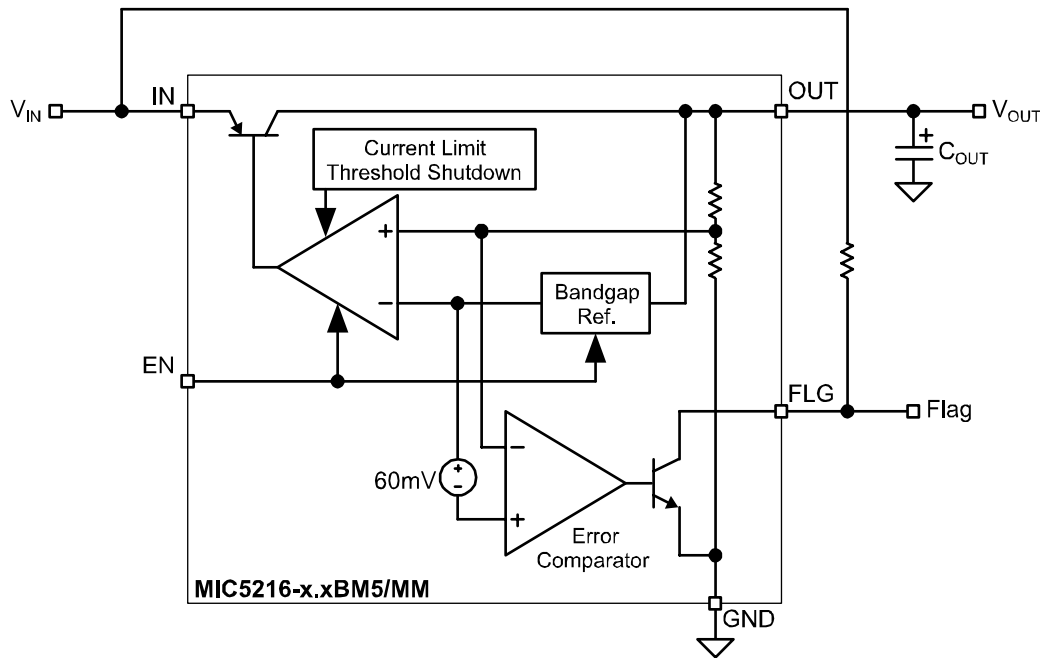 V_IN
IN
OUT
V_OUT
+
C_OUT
Current Limit
Threshold Shutdown
+
−
Bandgap
Ref.
EN
FLG
Flag
60mV
+
-
−
+
Error
Comparator
MIC5216-x.xBM5/MM
GND